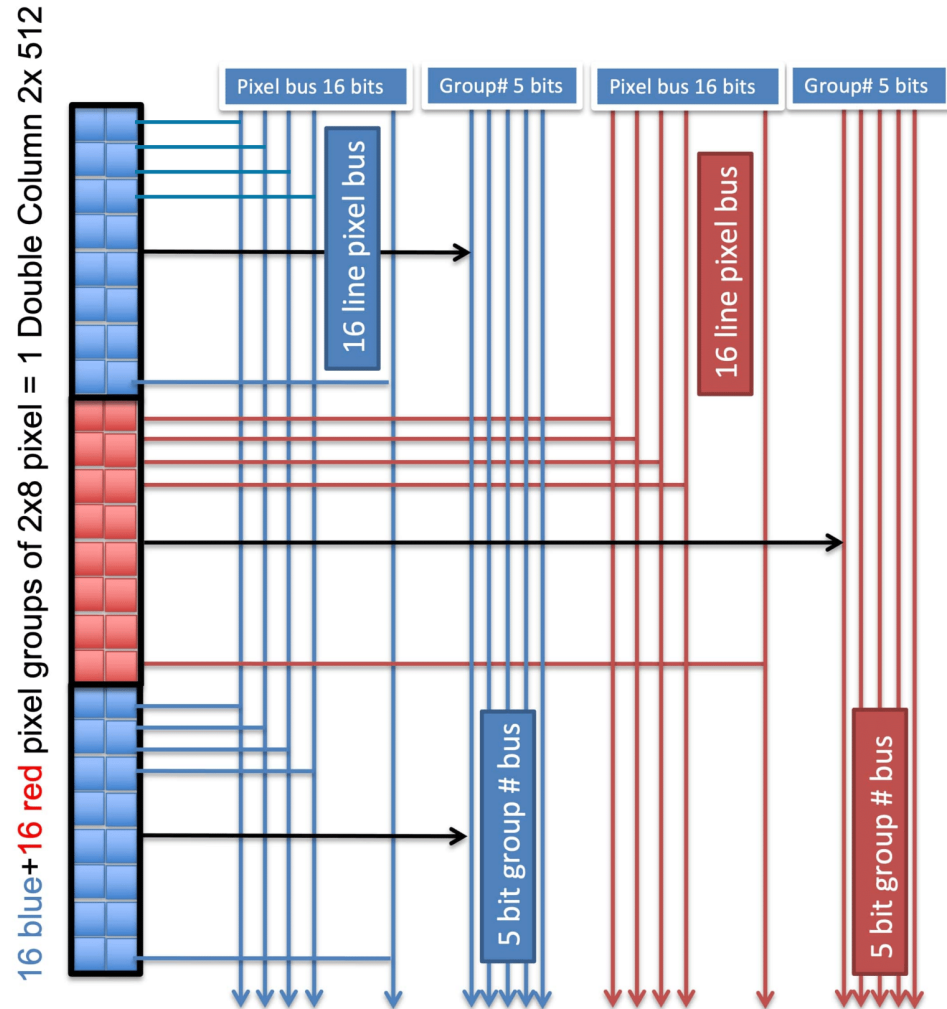 16 blue+16 red pixel groups of 2x8 pixel = 1 Double Column 2x 512
Pixel bus 16 bits
Group# 5 bits
Pixel bus 16 bits
Group# 5 bits
16 line pixel bus
16 line pixel bus
5 bit group # bus
5 bit group # bus